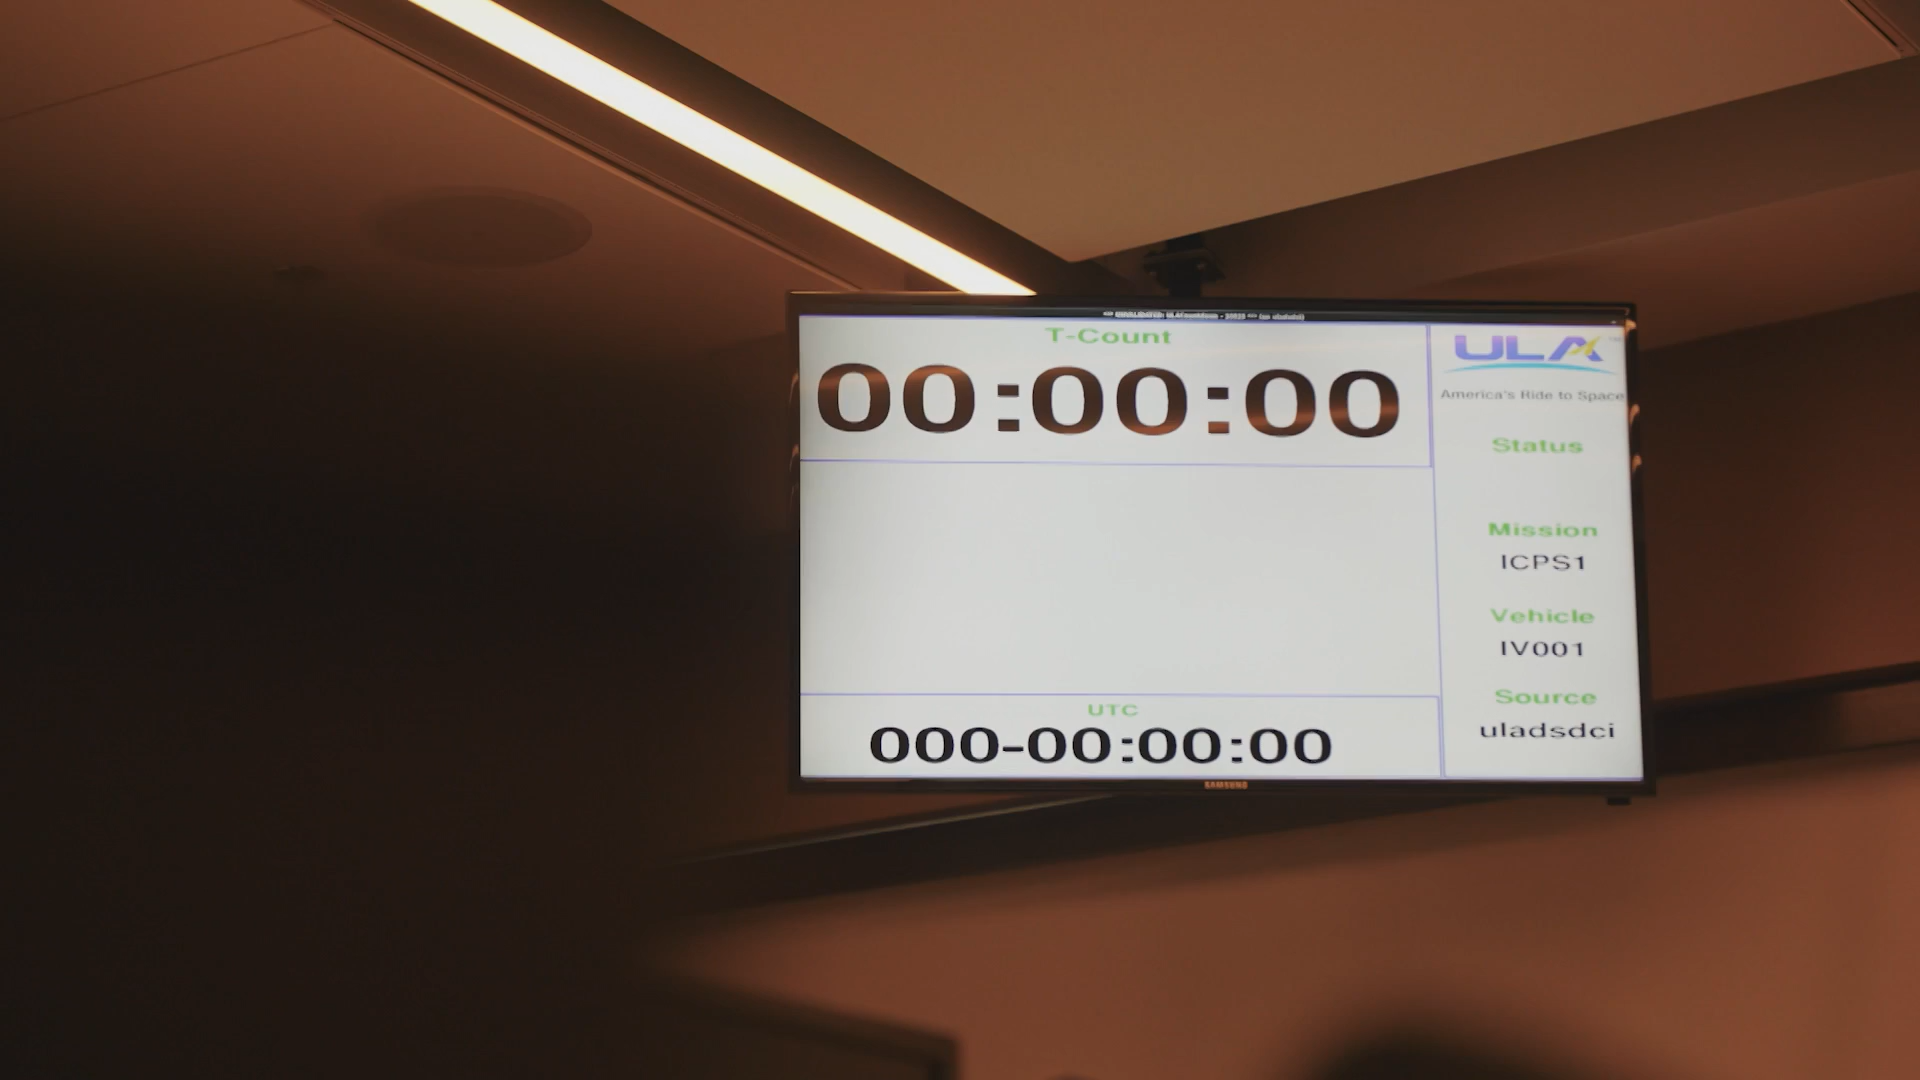 T-Count
00:00:00
ULA
America's Ride to Space
Status
Mission
ICPS1
Vehicle
IV001
Source
uladsdci
UTC
000-00:00:00
SAMSUNG